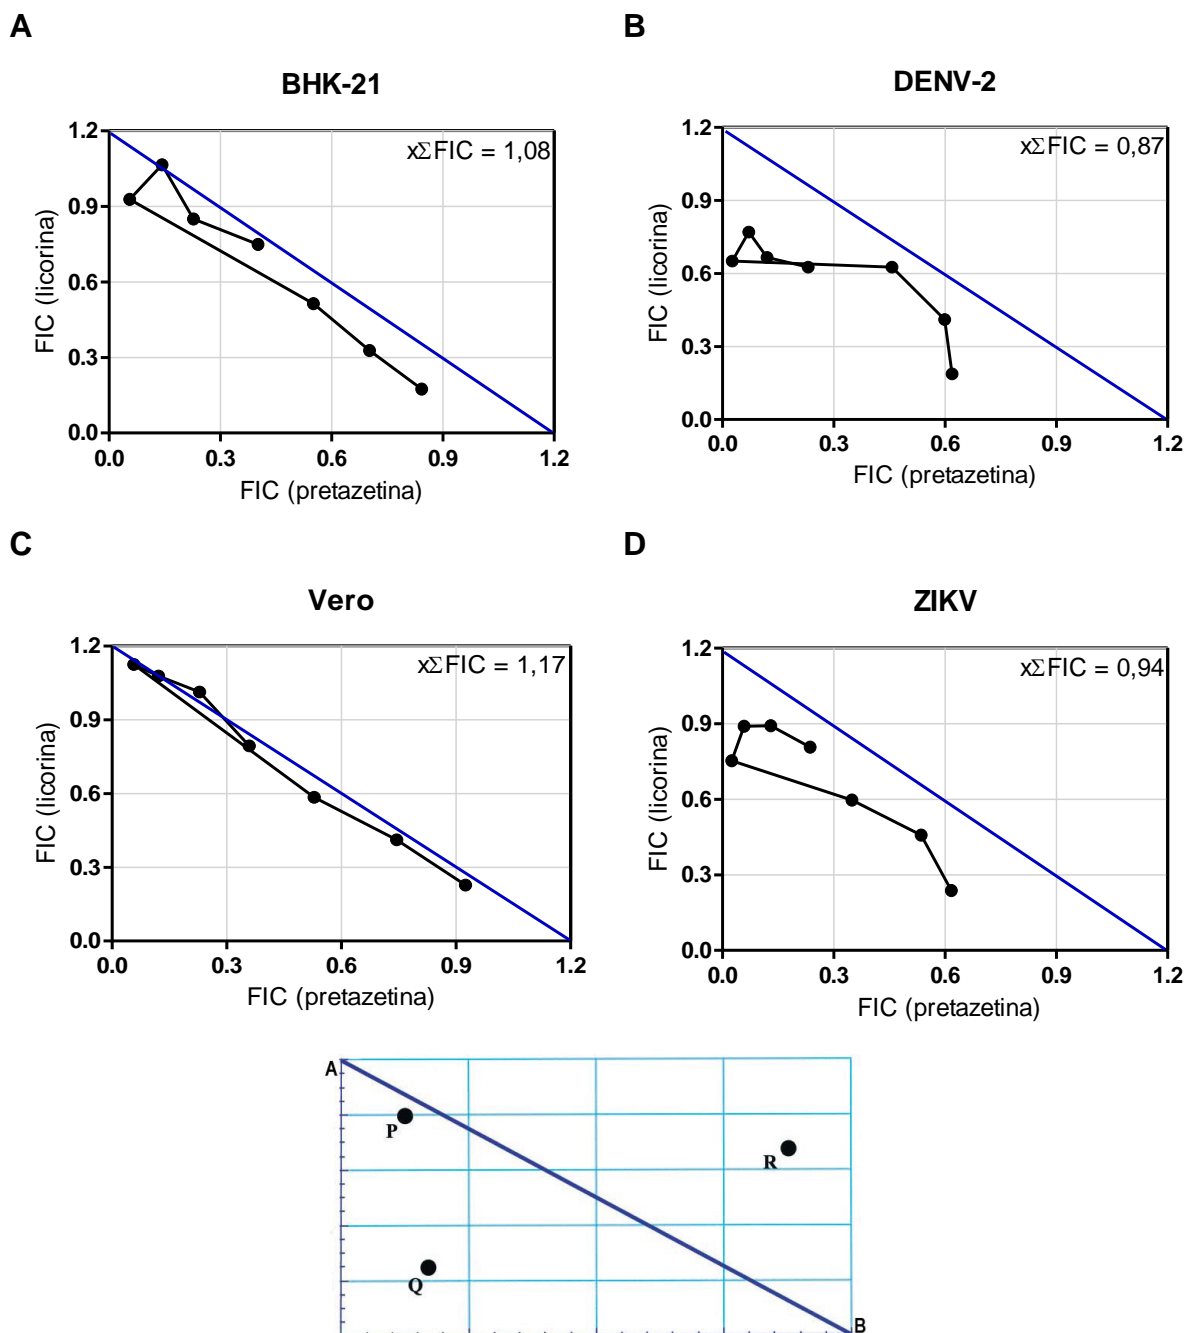 A
BHK-21
xΣFIC = 1,08
1.2
0.9
0.6
0.3
0.0
FIC (licorina)
0.0 0.3 0.6 0.9 1.2
FIC (pretazetina)
B
DENV-2
xΣFIC = 0,87
1.2
0.9
0.6
0.3
0.0
FIC (licorina)
0.0 0.3 0.6 0.9 1.2
FIC (pretazetina)
C
Vero
xΣFIC = 1,17
1.2
0.9
0.6
0.3
0.0
FIC (licorina)
0.0 0.3 0.6 0.9 1.2
FIC (pretazetina)
D
ZIKV
xΣFIC = 0,94
1.2
0.9
0.6
0.3
0.0
FIC (licorina)
0.0 0.3 0.6 0.9 1.2
FIC (pretazetina)
A
P
R
Q
B